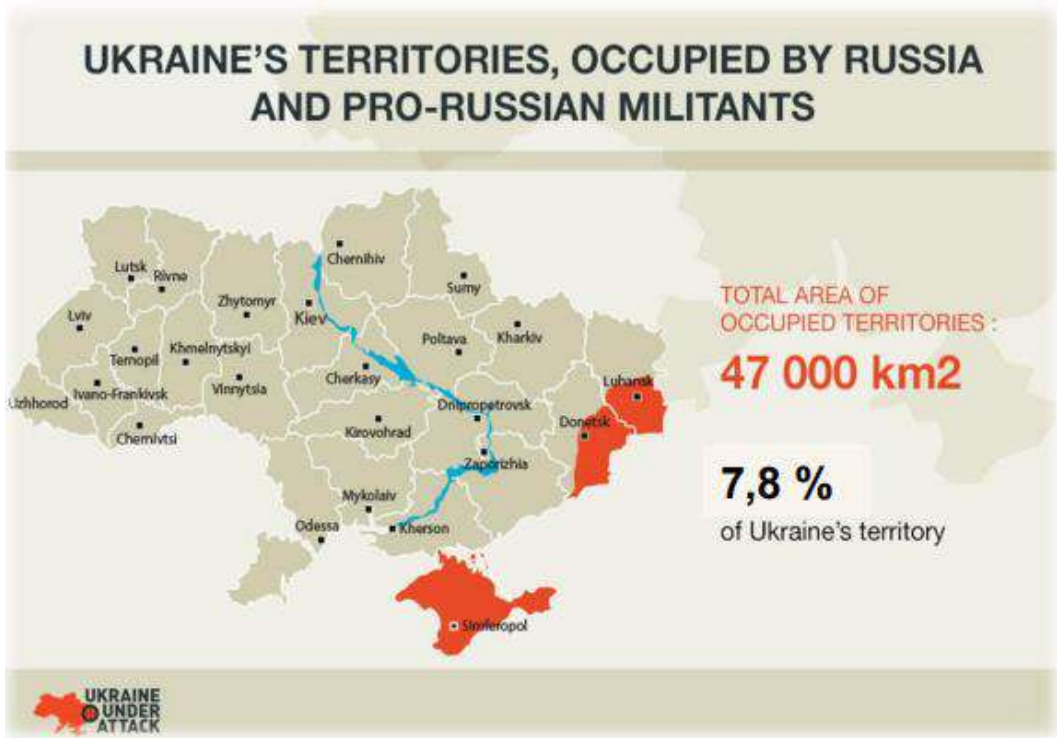 UKRAINE'S TERRITORIES, OCCUPIED BY RUSSIA
AND PRO-RUSSIAN MILITANTS
Chernihiv
Lutsk
Rivne
Sumy
Zhytomyr
Kiev
Lviv
Poltava
Kharkiv
Ternopil
Khmelnytskyi
Cherkasy
Vinnytsia
Luhansk
Uzhhorod
Ivano-Frankivsk
Dnipropetrovsk
Donetsk
Chernivtsi
Kirovohrad
Zaporizhia
Mykolaiv
Odessa
Kherson
Simferopol
TOTAL AREA OF
OCCUPIED TERRITORIES :
47 000 km2
7,8 %
of Ukraine's territory
UKRAINE
UNDER
ATTACK